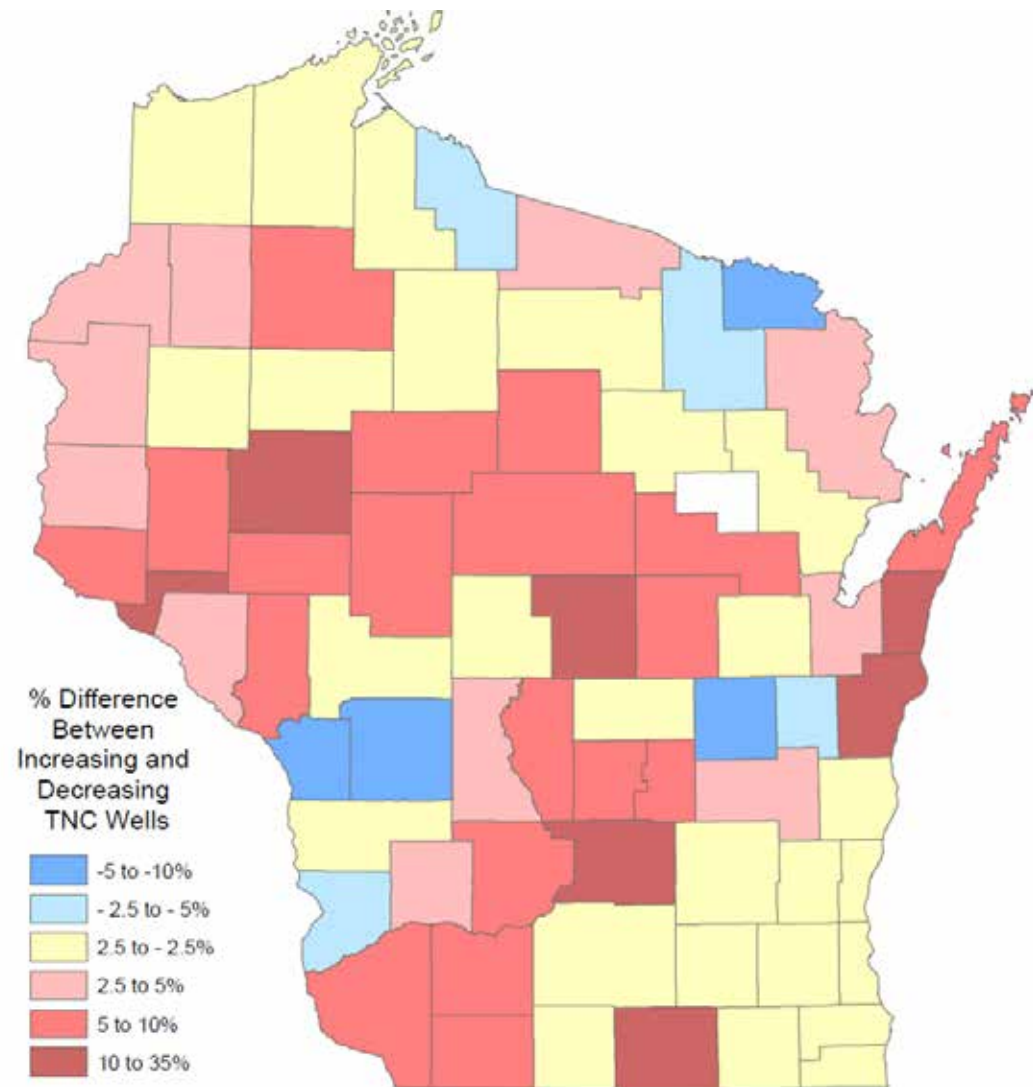 % Difference
Between
Increasing and
Decreasing
TNC Wells
-5 to -10%
- 2.5 to - 5%
2.5 to - 2.5%
2.5 to 5%
5 to 10%
10 to 35%